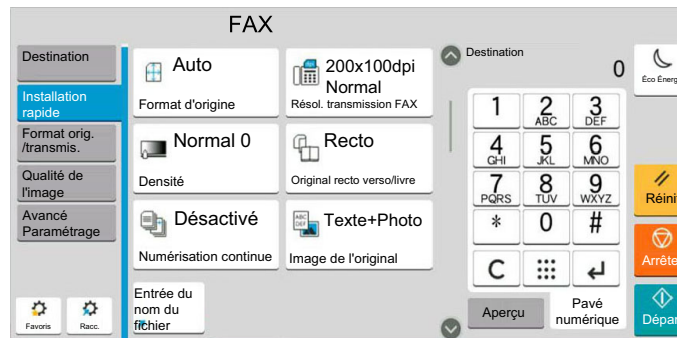 FAX
Destination
Installation
rapide
Format orig.
/transmis.
Qualité de
l'image
Avancé
Paramétrage
Favoris
Racc.
Auto
Format d'origine
200x100dpi
Normal
Résol. transmission FAX
Normal 0
Densité
Recto
Original recto verso/livre
Désactivé
Numérisation continue
ABC
DEF
Texte+Photo
Image de l'original
Entrée du
nom du
fichier
Destination
0
1
2
ABC
3
DEF
4
GHI
5
JKL
6
MNO
7
PQRS
8
TUV
9
WXYZ
*
0
#
C
Aperçu
Pavé
numérique
Éco Énerg
Réini
Arrête
Dépar